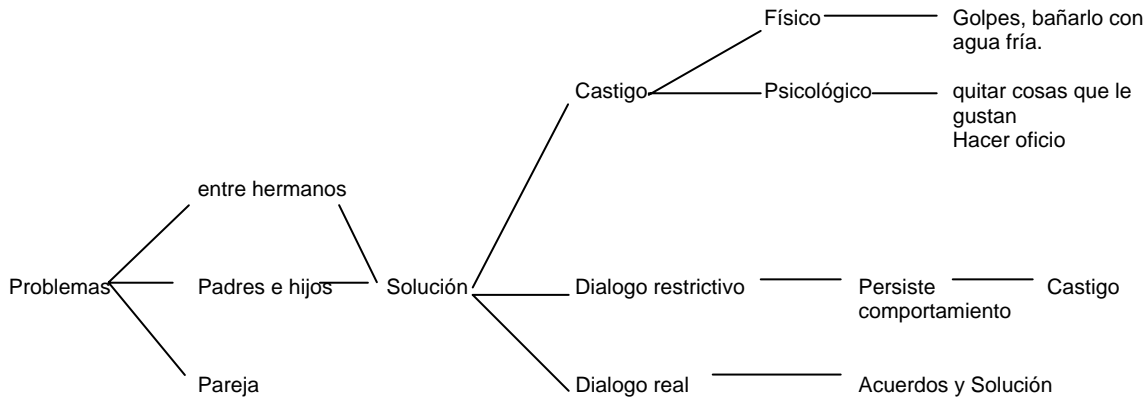 Físico
Golpes, bañarlo con
agua fría.
Castigo
Psicológico
quitar cosas que le
gustan
Hacer oficio
entre hermanos
Problemas
Padres e hijos
Solución
Dialogo restrictivo
Persiste
comportamiento
Castigo
Pareja
Dialogo real
Acuerdos y Solución